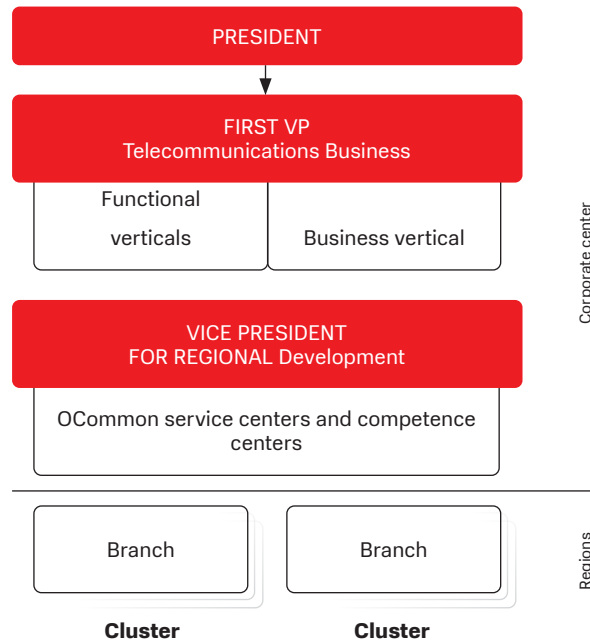 PRESIDENT
FIRST VP
Telecommunications Business
Functional
verticals
Business vertical
Corporate center
VICE PRESIDENT
FOR REGIONAL Development
OCommon service centers and competence
centers
Branch
Branch
Regions
Cluster
Cluster